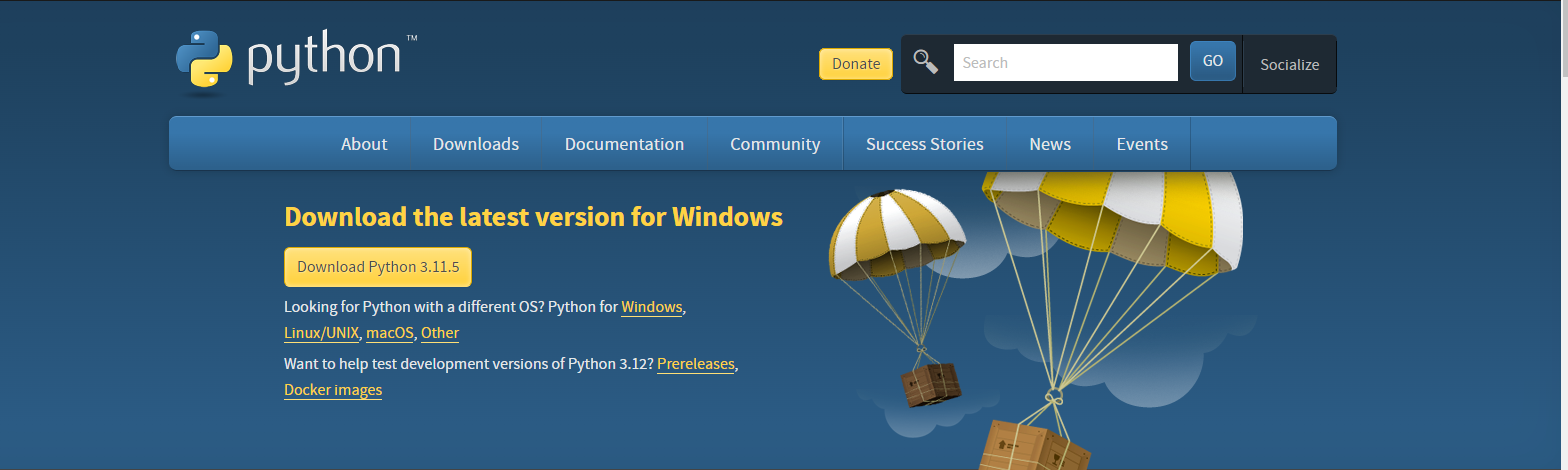 python™
Donate
Search
GO
Socialize
About Downloads Documentation Community Success Stories News Events
Download the latest version for Windows
Download Python 3.11.5
Looking for Python with a different OS? Python for Windows,
Linux/UNIX, macOS, Other
Want to help test development versions of Python 3.12? Prereleases,
Docker images